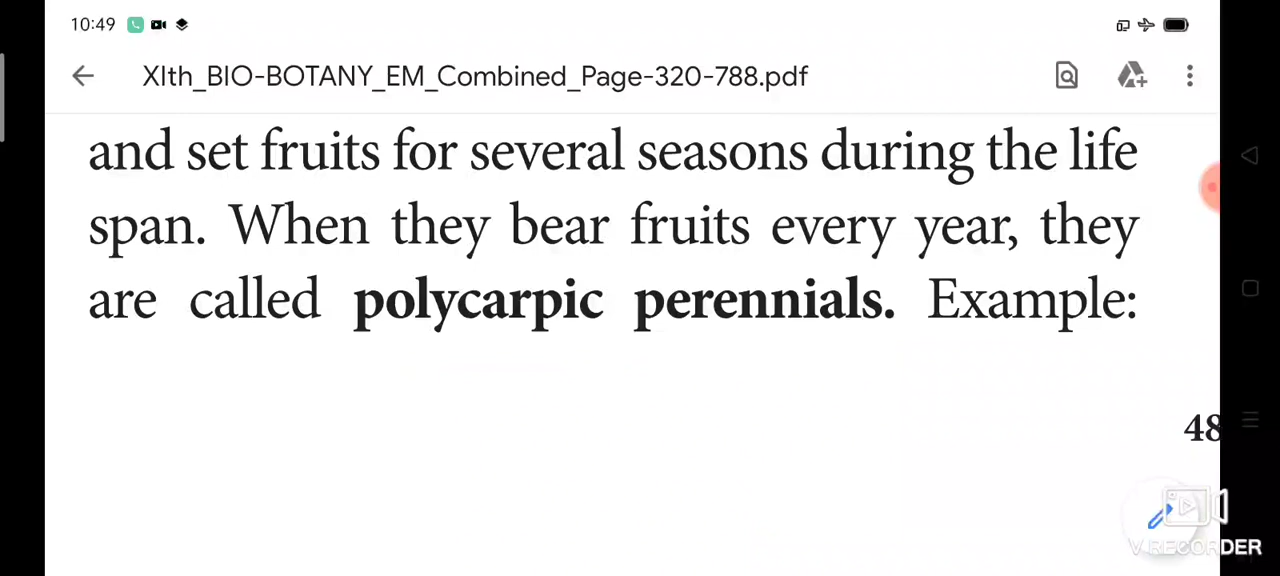 10:49
XIth_BIO-BOTANY_EM_Combined_Page-320-788.pdf
and set fruits for several seasons during the life
span. When they bear fruits every year, they
are called polycarpic perennials. Example:
48
V RECORDER